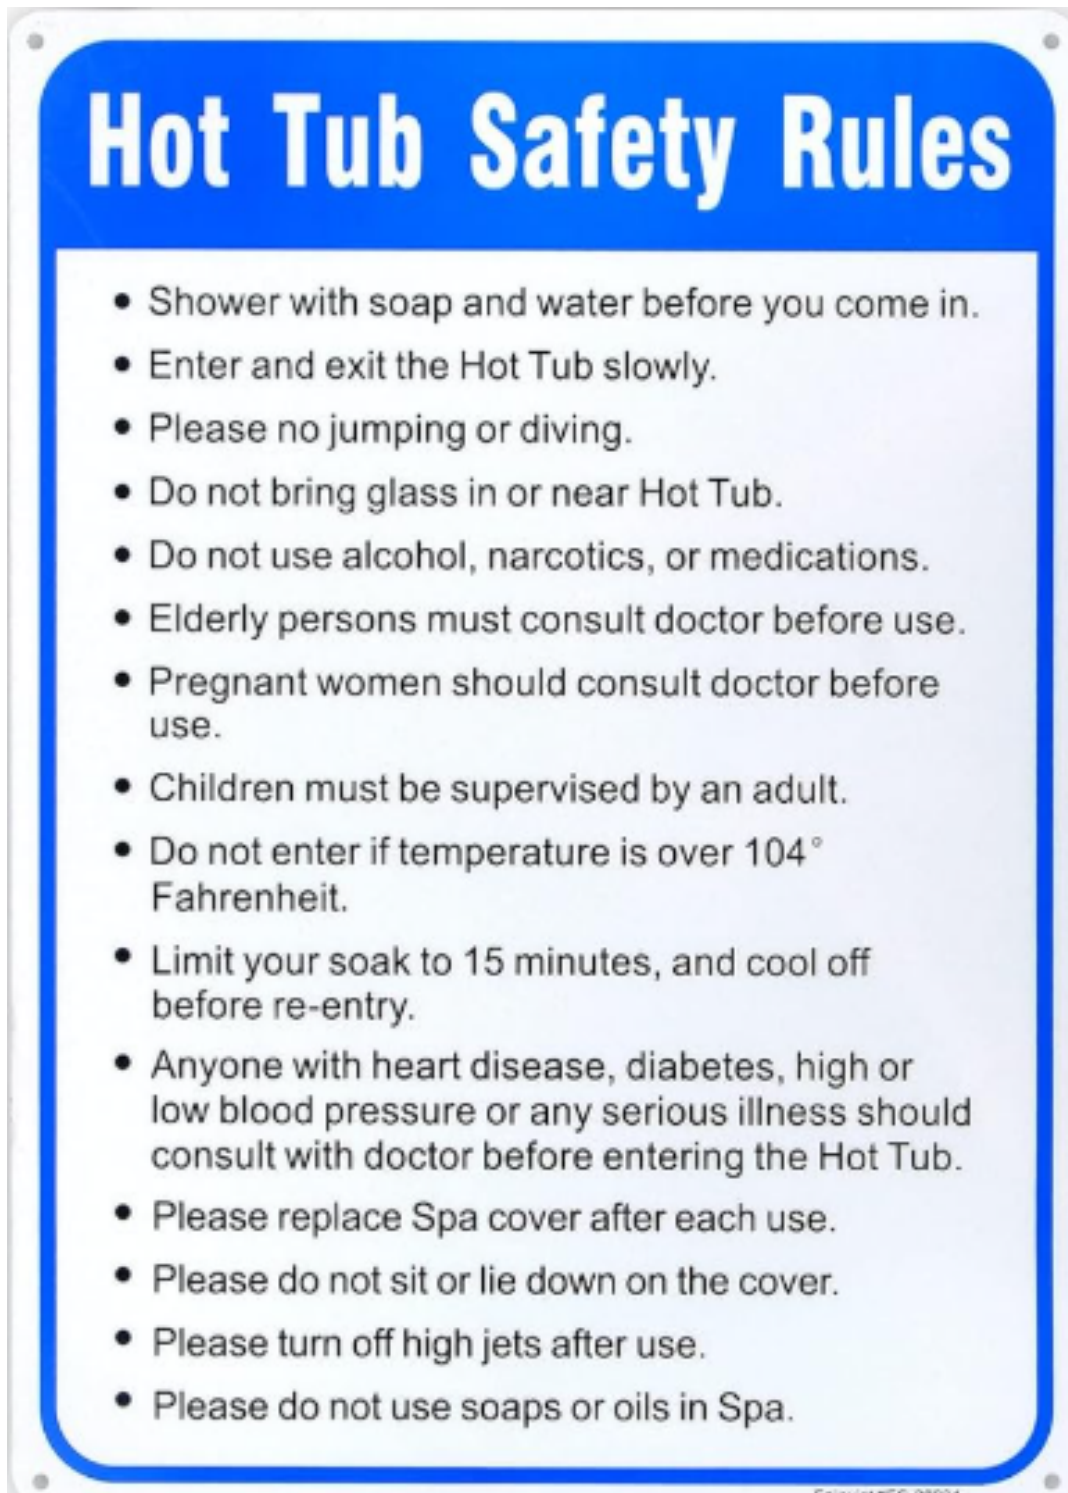 Hot Tub Safety Rules
• Shower with soap and water before you come in.
• Enter and exit the Hot Tub slowly.
• Please no jumping or diving.
• Do not bring glass in or near Hot Tub.
• Do not use alcohol, narcotics, or medications.
• Elderly persons must consult doctor before use.
• Pregnant women should consult doctor before
use.
• Children must be supervised by an adult.
• Do not enter if temperature is over 104°
Fahrenheit.
• Limit your soak to 15 minutes, and cool off
before re-entry.
• Anyone with heart disease, diabetes, high or
low blood pressure or any serious illness should
consult with doctor before entering the Hot Tub.
• Please replace Spa cover after each use.
• Please do not sit or lie down on the cover.
• Please turn off high jets after use.
• Please do not use soaps or oils in Spa.